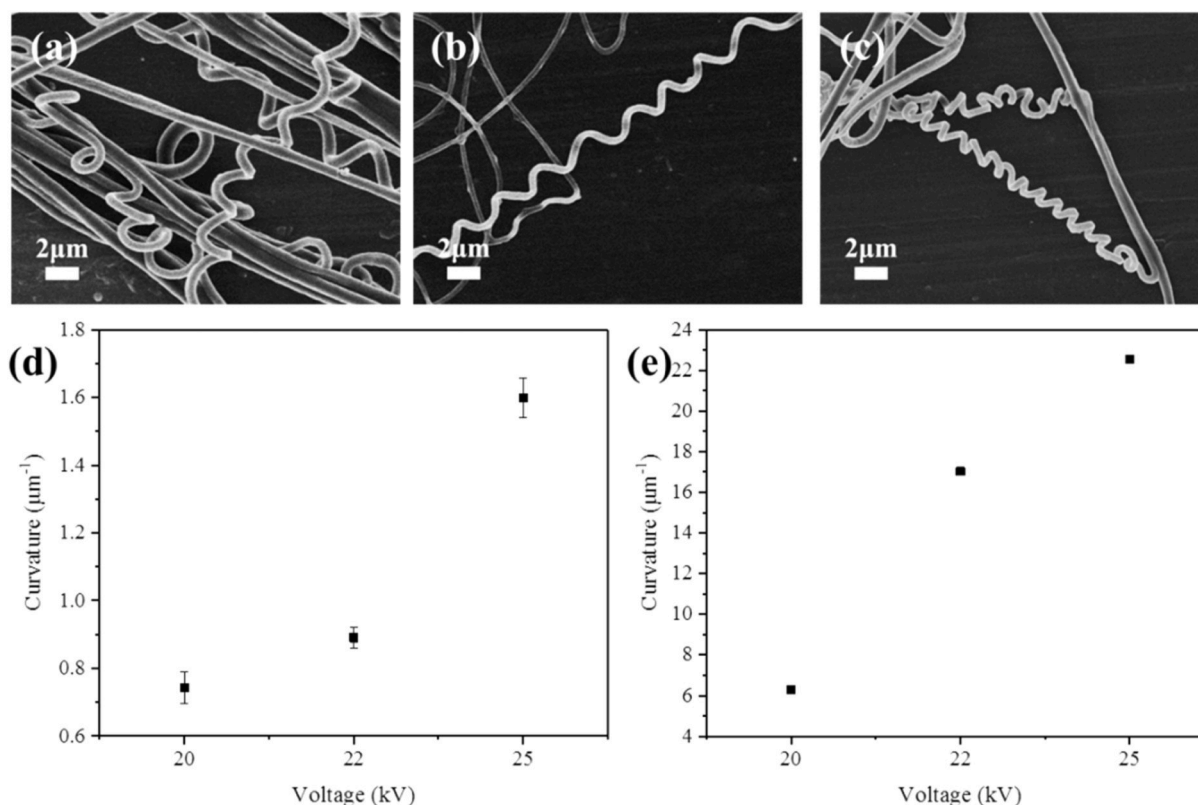 (a) (b) (c)
2μm 2μm 2μm
(d)
1.8
1.6
1.4
1.2
1.0
0.8
0.6
Curvature (μm⁻¹)
20 22 25
Voltage (kV)
(e)
24
22
20
18
16
14
12
10
8
6
4
Curvature (μm⁻¹)
20 22 25
Voltage (kV)